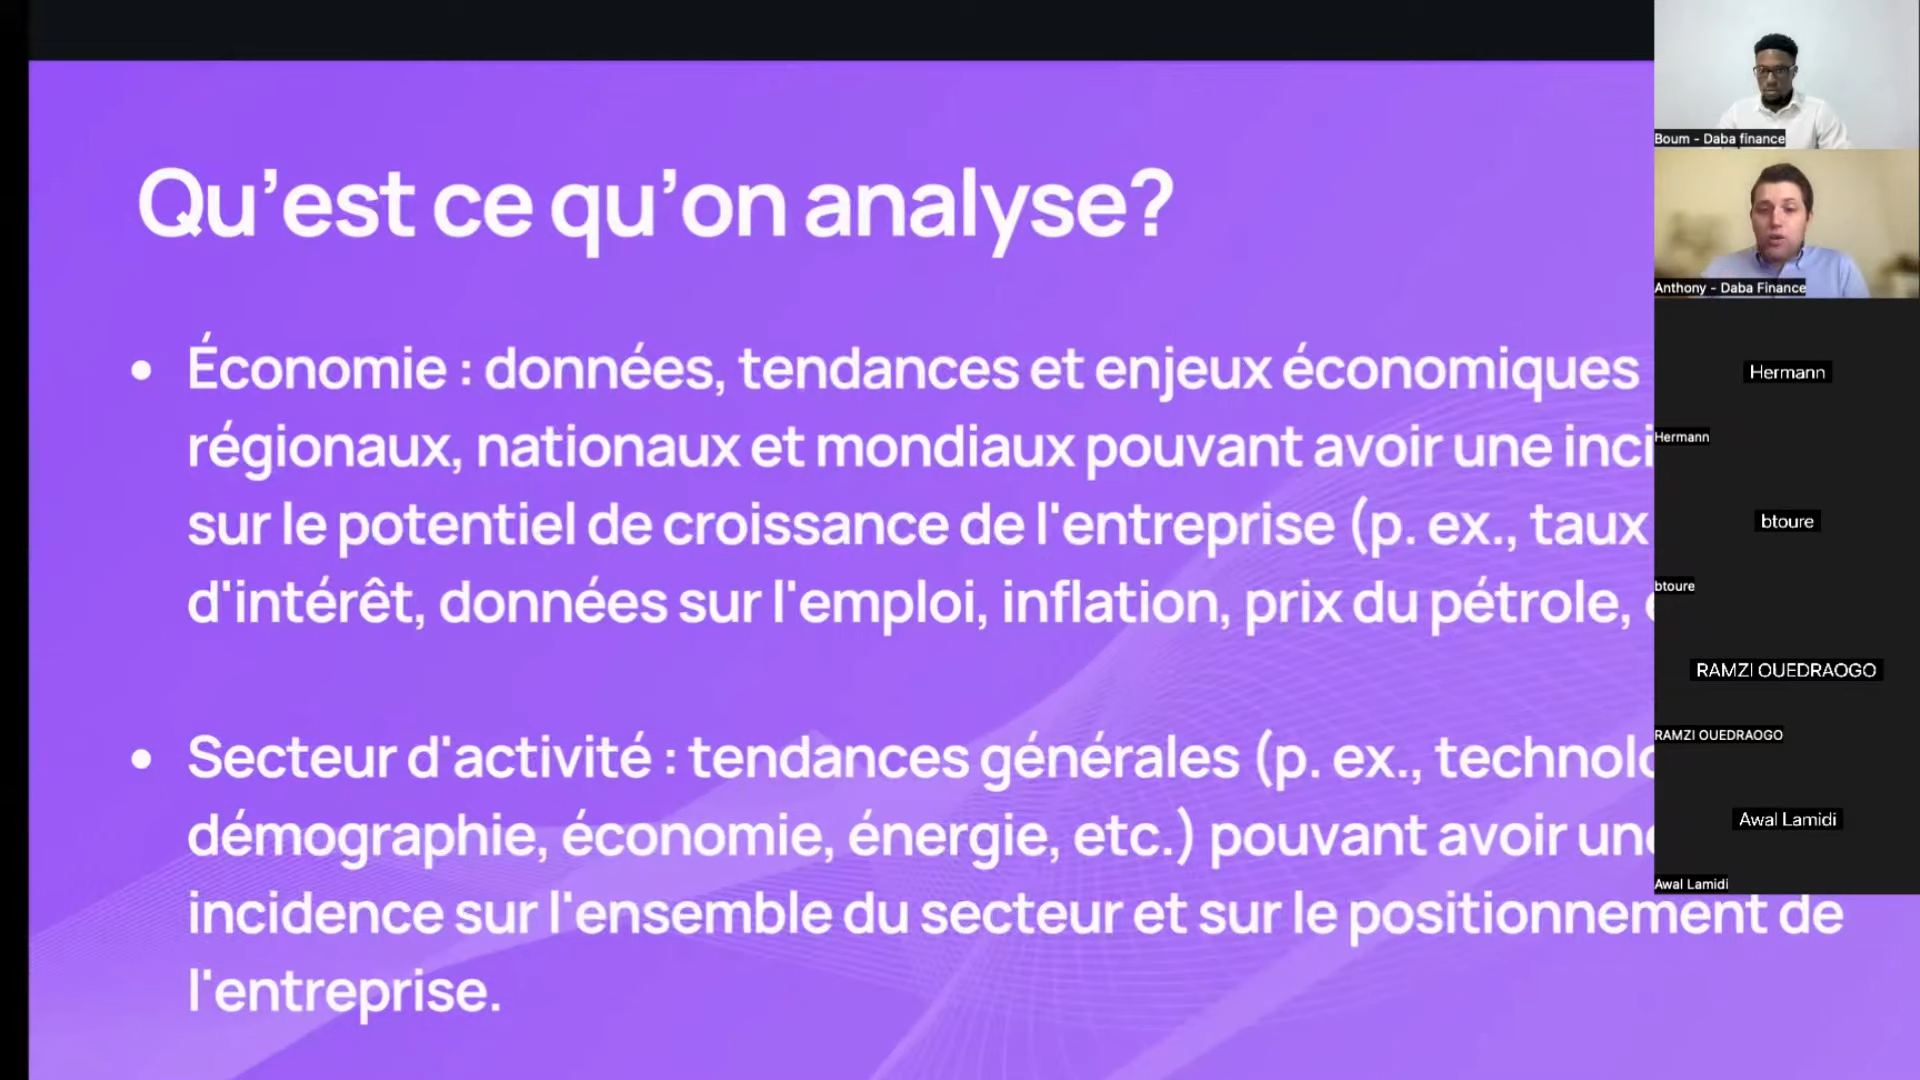 Qu'est ce qu'on analyse?
• Économie : données, tendances et enjeux économiques
régionaux, nationaux et mondiaux pouvant avoir une
sur le potentiel de croissance de l'entreprise (p. ex., taux
d'intérêt, données sur l'emploi, inflation, prix du pétrole,
• Secteur d'activité : tendances générales (p. ex.,
démographie, économie, énergie, etc.) pouvant avoir
incidence sur l'ensemble du secteur et sur le positionnement de
l'entreprise.
Boum - Daba finance
Anthony - Daba Finance
Hermann
Hermann
btoure
btoure
RAMZI OUEDRAOGO
RAMZI OUEDRAOGO
Awal Lamidi
Awal Lamidi